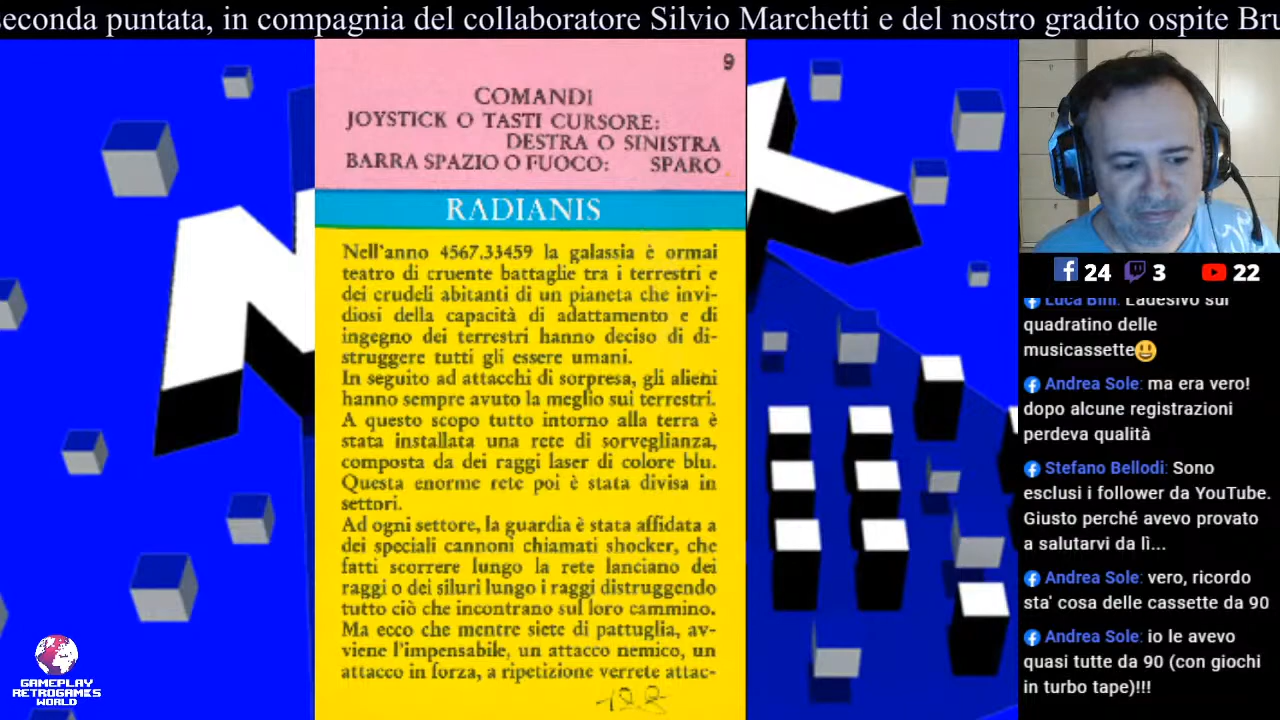 seconda puntata, in compagnia del collaboratore Silvio Marchetti e del nostro gradito ospite Bru
9
COMANDI
JOYSTICK O TASTI CURSORE:
DESTRA O SINISTRA
BARRA SPAZIO O FUOCO: SPARO
RADIANIS
Nell'anno 4567,33459 la galassia è ormai
teatro di cruente battaglie tra i terrestri e
dei crudeli abitanti di un pianeta che invi-
diosi della capacità di adattamento e di
ingegno dei terrestri hanno deciso di di-
struggere tutti gli essere umani.
In seguito ad attacchi di sorpresa, gli alieni
hanno sempre avuto la meglio sui terrestri.
A questo scopo tutto intorno alla terra è
stata installata una rete di sorveglianza,
composta da dei raggi laser di colore blu.
Questa enorme rete poi è stata divisa in
settori.
Ad ogni settore, la guardia è stata affidata a
dei speciali cannoni chiamati shocker, che
fatti scorrere lungo la rete lanciano dei
raggi o dei siluri lungo i raggi distruggendo
tutto ciò che incontrano sul loro cammino.
Ma ecco che mentre siete di pattuglia, av-
viene l'impensabile, un attacco nemico, un
attacco in forza, a ripetizione verrete attac-
24 3 22
Luca Bini: L'adesivo sul
quadratino delle
musicassette😃
Andrea Sole: ma era vero!
dopo alcune registrazioni
perdeva qualità
Stefano Bellodi: Sono
esclusi i follower da YouTube.
Giusto perché avevo provato
a salutarvi da lì...
Andrea Sole: vero, ricordo
sta' cosa delle cassette da 90
Andrea Sole: io le avevo
quasi tutte da 90 (con giochi
in turbo tape)!!!
GAMEPLAY
RETROGAMES
WORLD